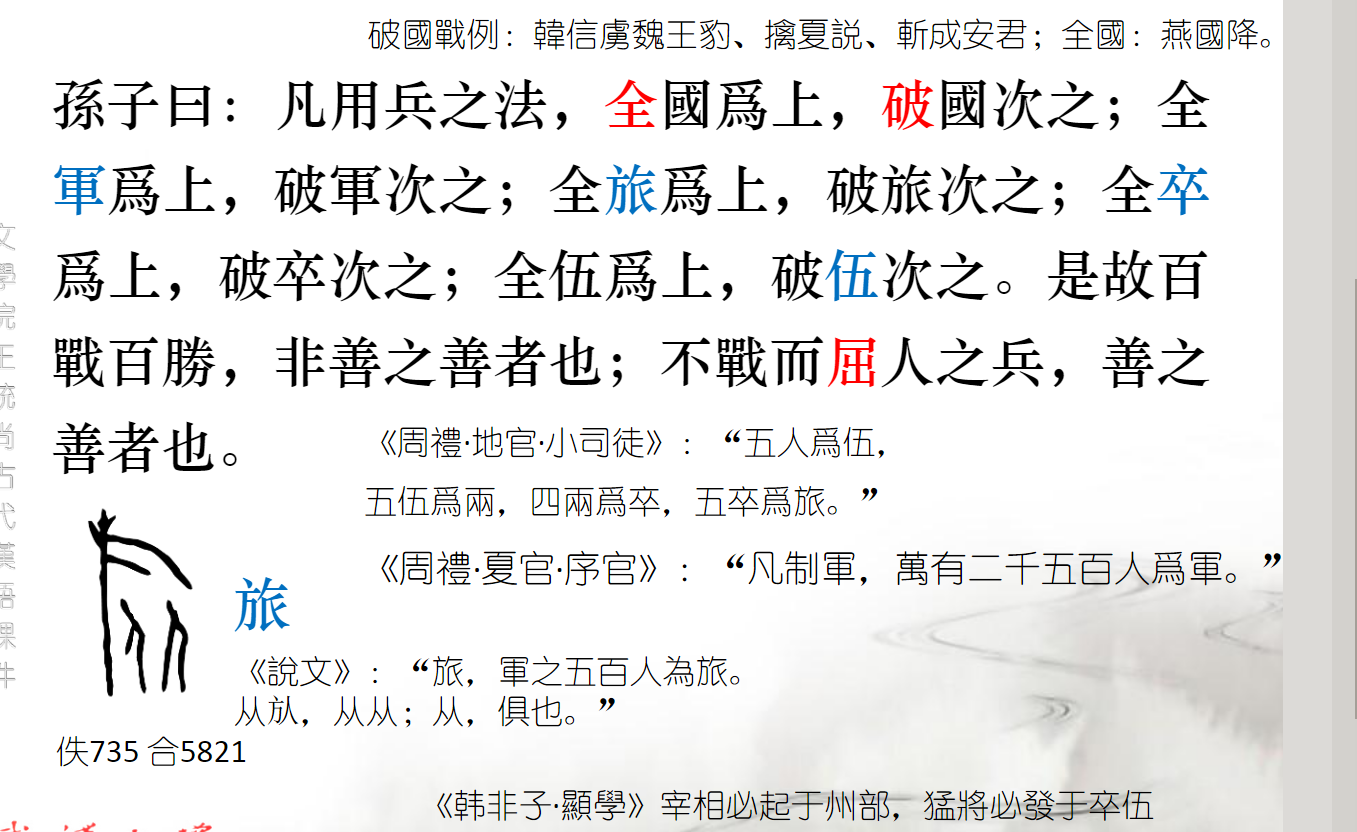 破國戰例：韓信虜魏王豹、擒夏説、斬成安君；全國：燕國降。
孫子曰：凡用兵之法，全國爲上，破國次之；全
軍爲上，破軍次之；全旅爲上，破旅次之；全卒
爲上，破卒次之；全伍爲上，破伍次之。是故百
戰百勝，非善之善者也；不戰而屈人之兵，善之
善者也。
《周禮·地官·小司徒》：“五人爲伍，
五伍爲兩，四兩爲卒，五卒爲旅。”
《周禮·夏官·序官》：“凡制軍，萬有二千五百人爲軍。”
旅
《說文》：“旅，軍之五百人為旅。
从㫃，从从；从，俱也。”
佚735 合5821
《韩非子·顯學》宰相必起于州部，猛將必發于卒伍
文學院王統尚古代漢語課件